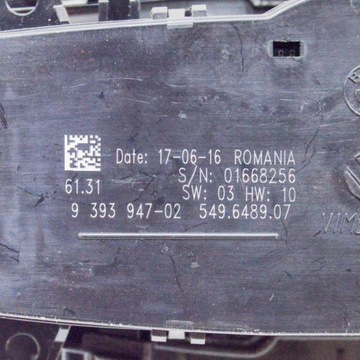 Date: 17-06-16 ROMANIA
S/N: 01668256
61.31 SW: 03 HW: 10
9 393 947-02 549.6489.07